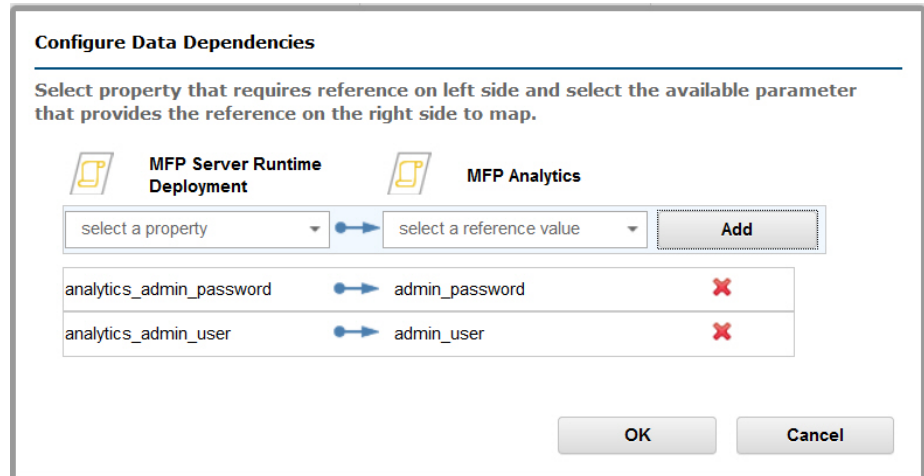 Configure Data Dependencies
Select property that requires reference on left side and select the available parameter
that provides the reference on the right side to map.
MFP Server Runtime
Deployment
MFP Analytics
select a property
select a reference value
Add
analytics_admin_password
admin_password
analytics_admin_user
admin_user
OK
Cancel